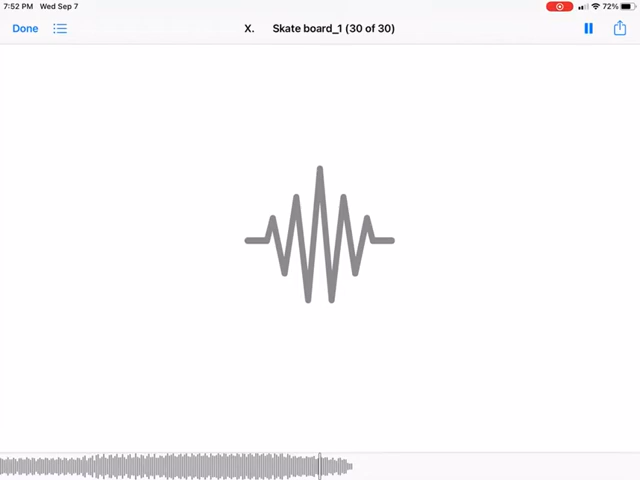 7:52 PM Wed Sep 7 72%
Done X. Skate board_1 (30 of 30)